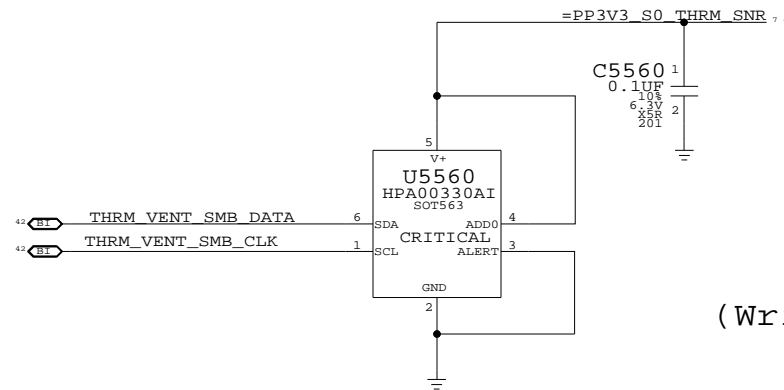 =PP3V3_S0_THRM_SNR 7
C5560 1
0.1UF
10%
6.3V 2
X5R
201
5
V+
U5560
HPA00330AI
SOT563
42 BI THRM_VENT_SMB_DATA 6 SDA ADD0 4
CRITICAL
42 BI THRM_VENT_SMB_CLK 1 SCL ALERT 3
GND
2
(Wr